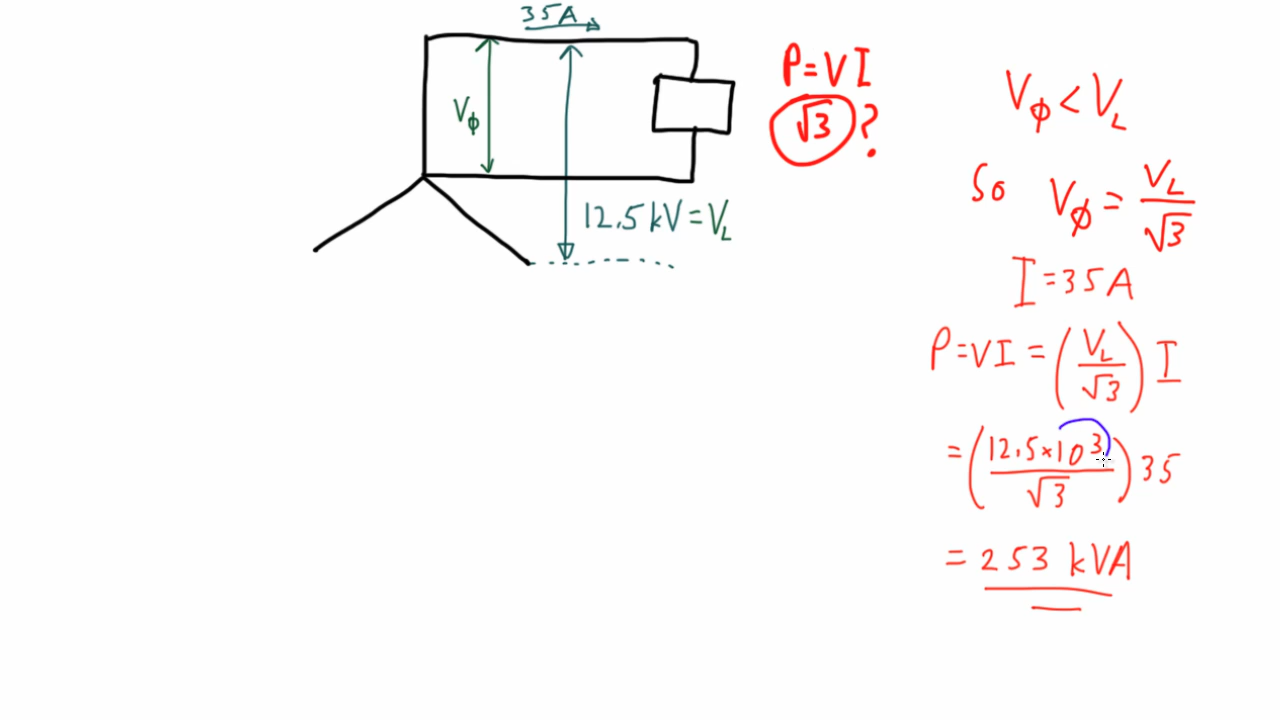 35A
Vϕ
12.5 kV = VL
P = VI
√3 ?
Vϕ < VL
So Vϕ = VL/√3
I = 35A
P = VI = (VL/√3) I
= (12.5 × 10³/√3) 35
= 253 kVA